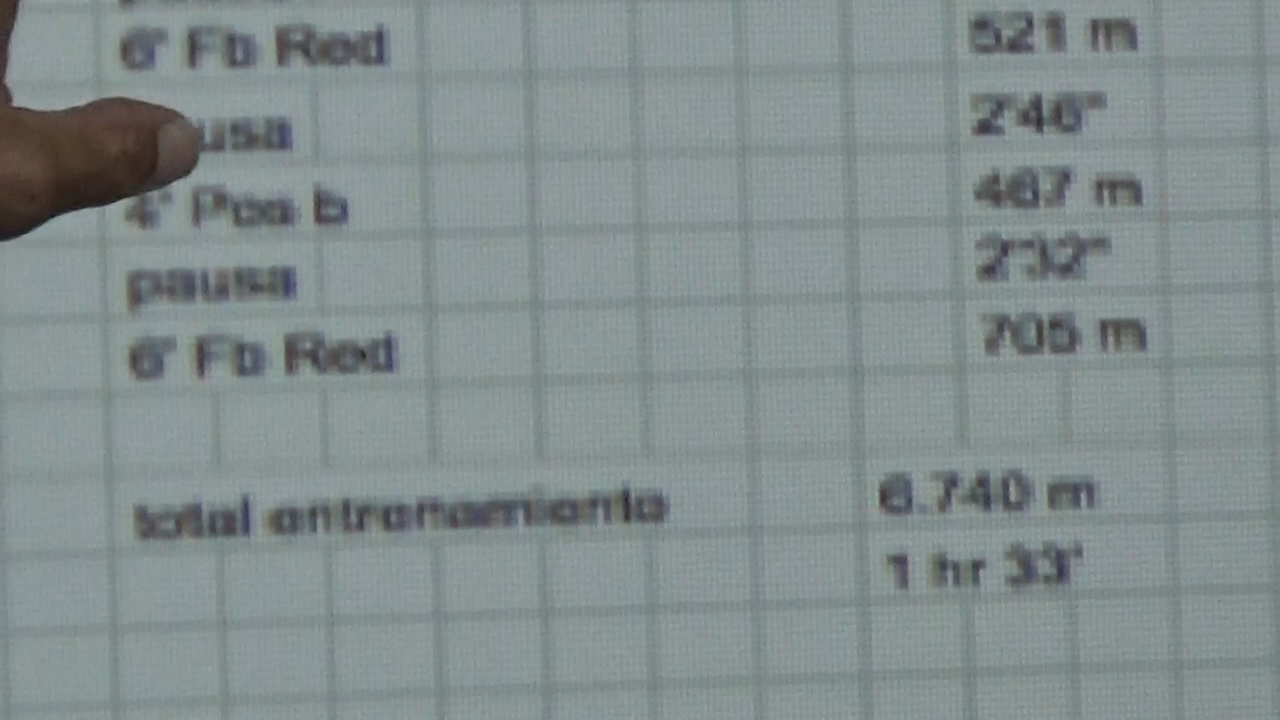 6' Fb Red 521 m
pausa 2'46"
4' Pos b 467 m
pausa 2'32"
6' Fb Red 705 m
total entrenamiento 6.740 m
1 hr 33'